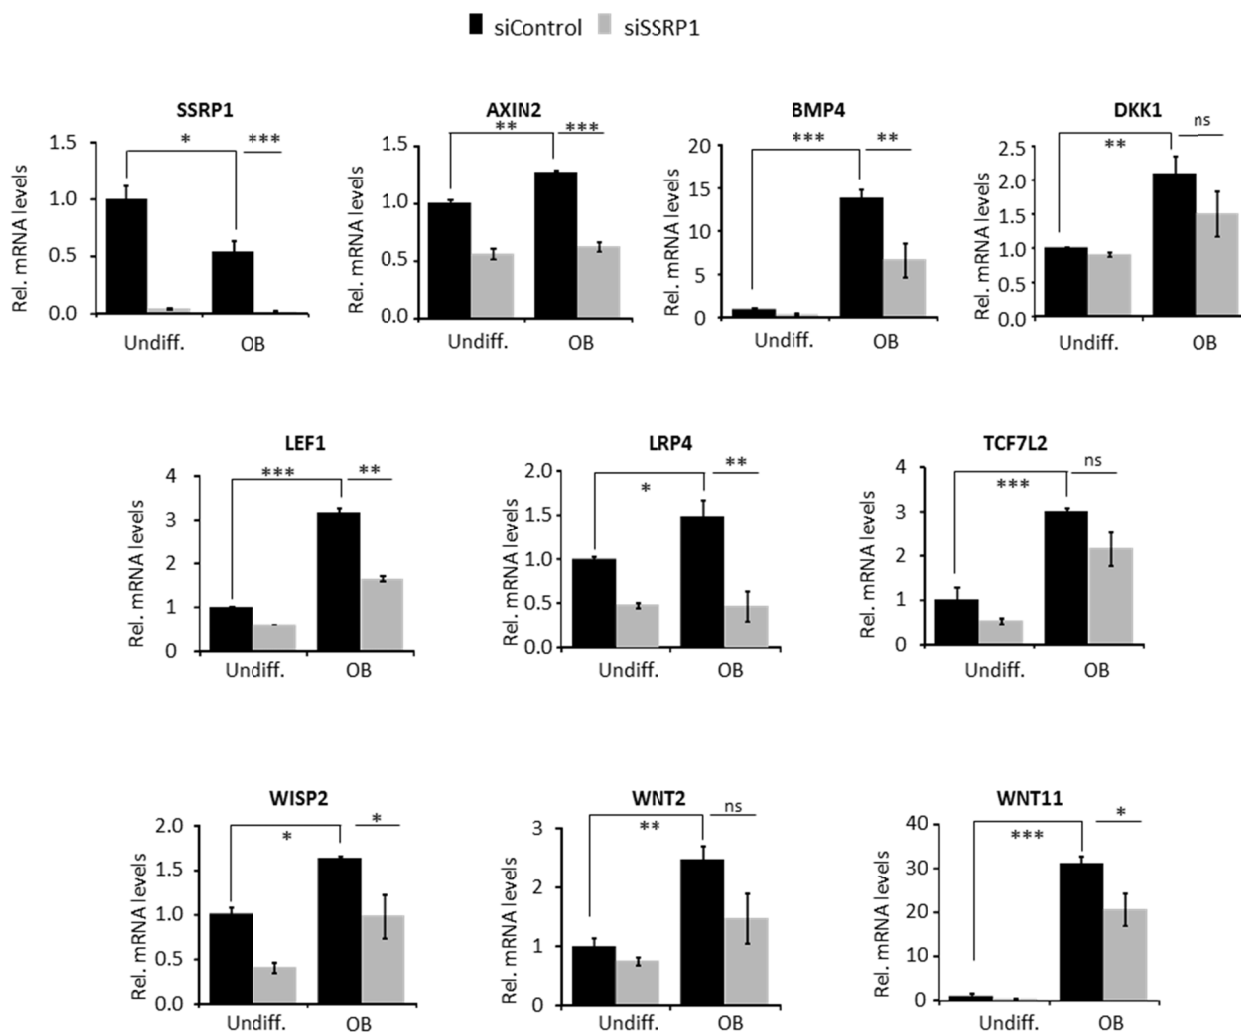 siControl siSSRP1
SSRP1
* ***
Rel. mRNA levels
1.5
1.0
0.5
0.0
Undiff. OB
AXIN2
** ***
Rel. mRNA levels
1.5
1.0
0.5
0.0
Undiff. OB
BMP4
*** **
Rel. mRNA levels
20
15
10
5
0
Undiff. OB
DKK1
** ns
Rel. mRNA levels
2.5
2.0
1.5
1.0
0.5
0.0
Undiff. OB
LEF1
*** **
Rel. mRNA levels
4
3
2
1
0
Undiff. OB
LRP4
* **
Rel. mRNA levels
2.0
1.5
1.0
0.5
0.0
Undiff. OB
TCF7L2
*** ns
Rel. mRNA levels
4
3
2
1
0
Undiff. OB
WISP2
* *
Rel. mRNA levels
2.0
1.5
1.0
0.5
0.0
Undiff. OB
WNT2
** ns
Rel. mRNA levels
3
2
1
0
Undiff. OB
WNT11
*** *
Rel. mRNA levels
40
30
20
10
0
Undiff. OB